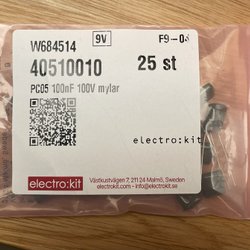 W684514
9V
F9-0
40510010
25 st
PC05 100nF 100V mylar
electro:kit
electro:kit
Västkustvägen 7, 211 24 Malmö, Sweden
electrokit.com - info@electrokit.se